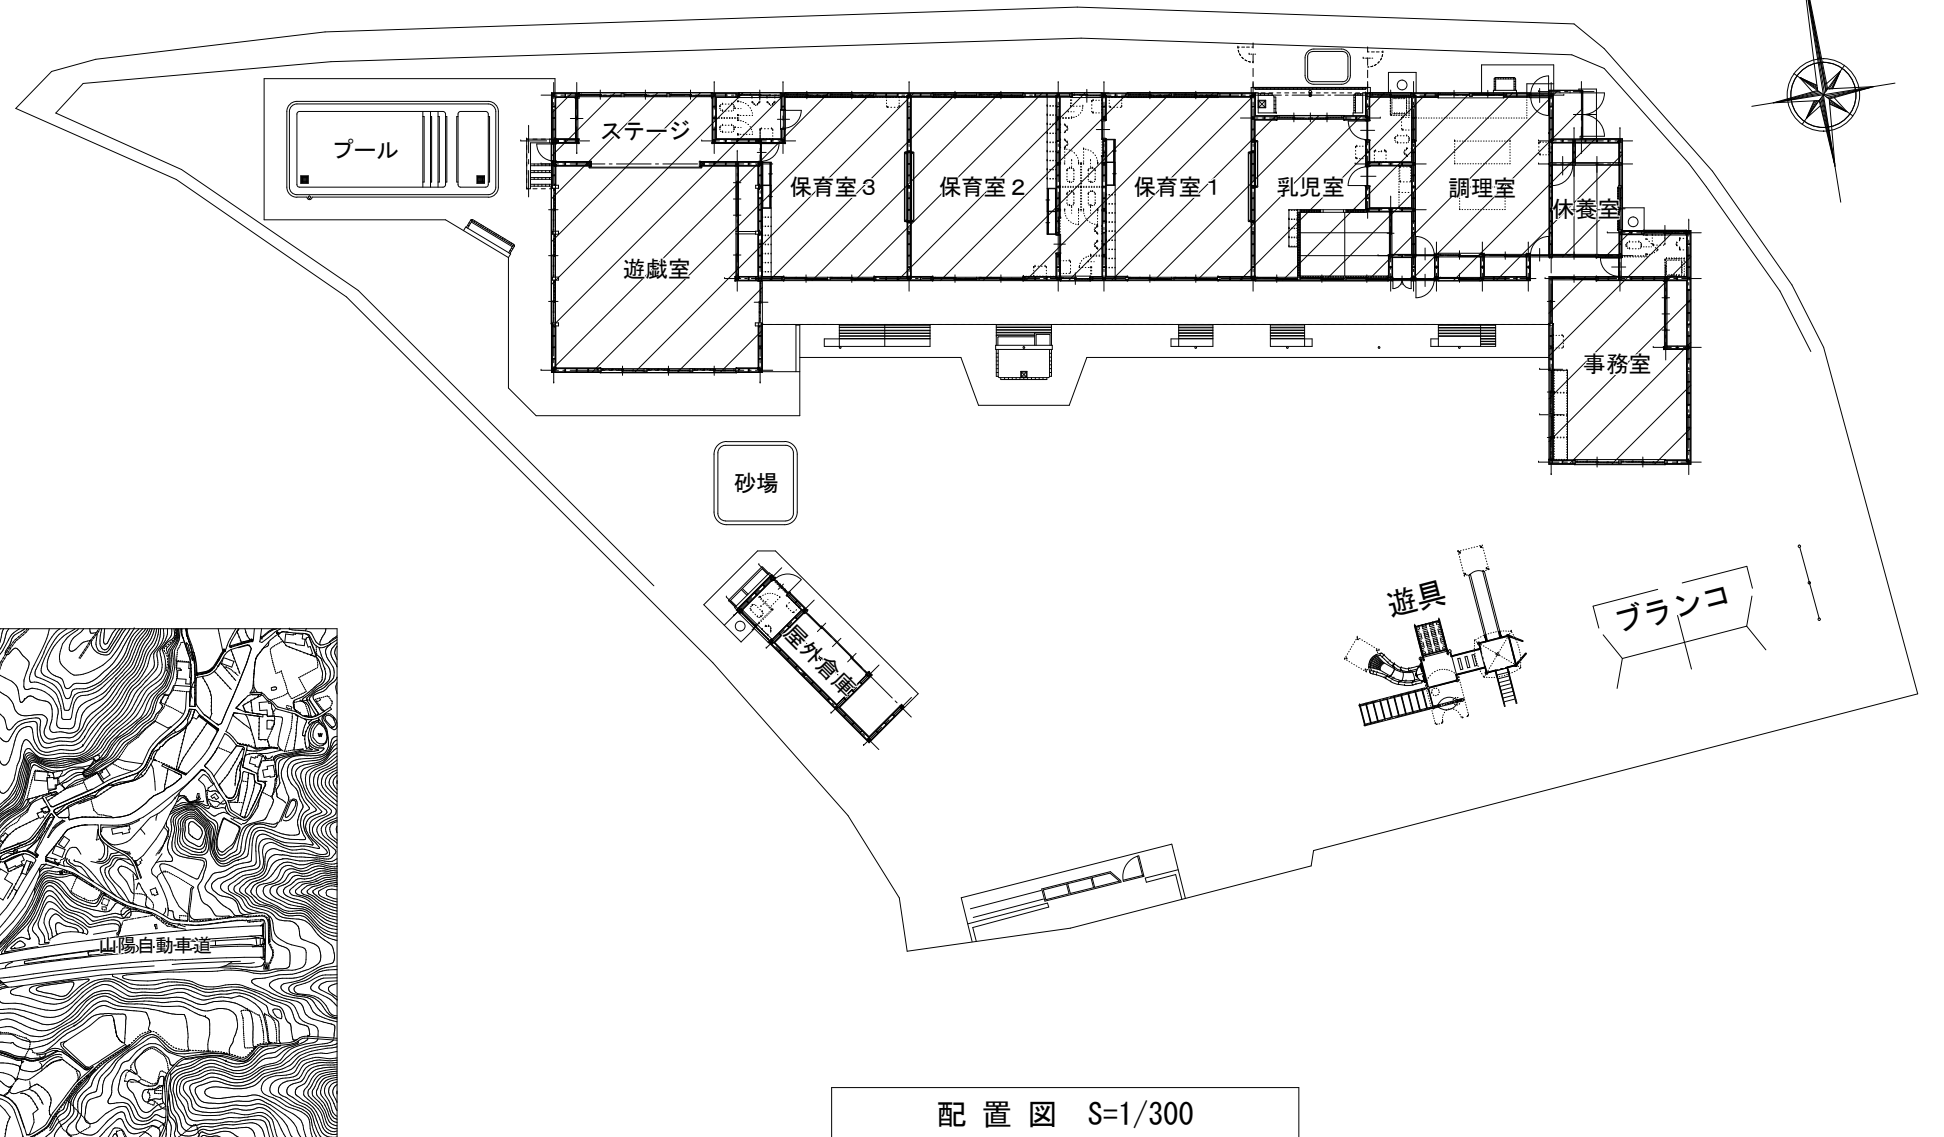 プール
ステージ
保育室３
保育室２
保育室１
乳児室
調理室
休養室
遊戯室
事務室
砂場
屋外倉庫
遊具
ブランコ
山陽自動車道
配 置 図 S=1/300